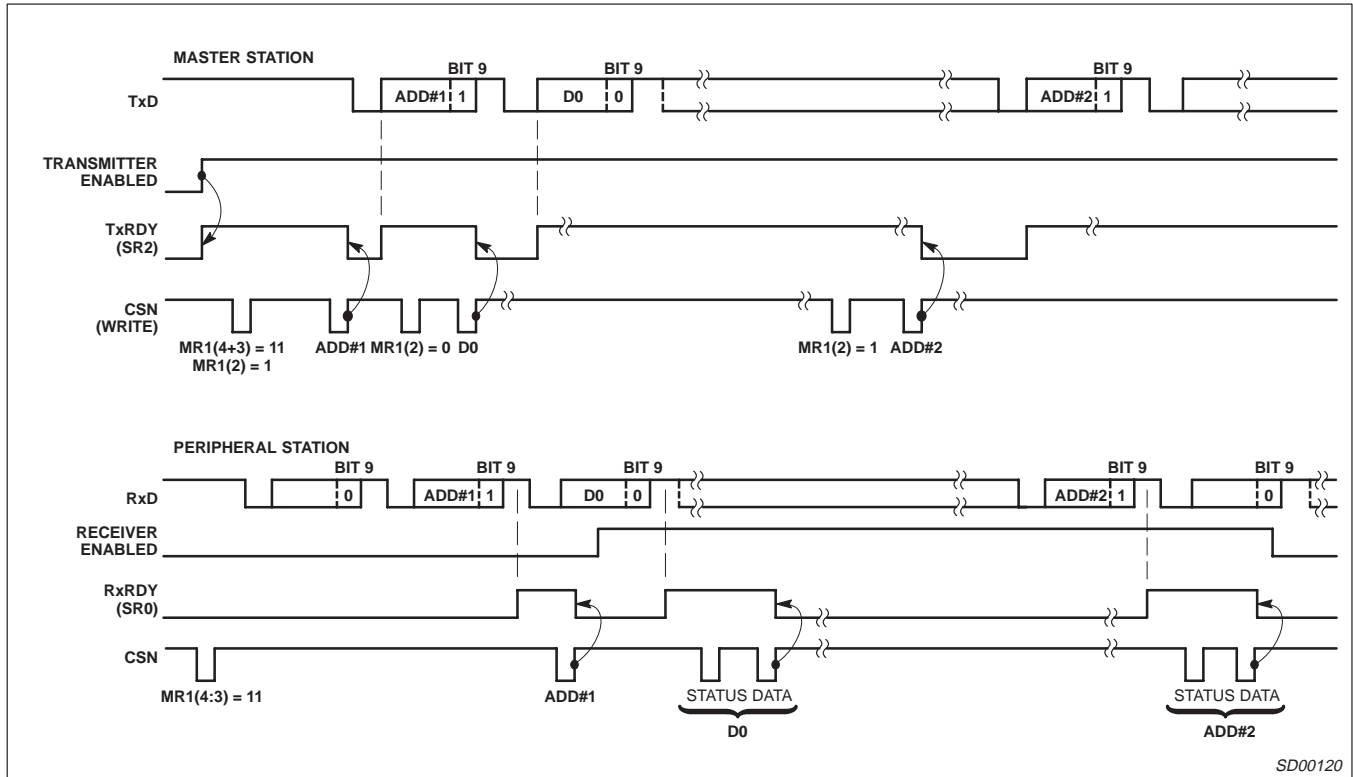 MASTER STATION
BIT 9 BIT 9 BIT 9
TxD ADD#1 1 D0 0 ADD#2 1
TRANSMITTER
ENABLED
TxRDY
(SR2)
CSN
(WRITE)
MR1(4+3) = 11 ADD#1 MR1(2) = 0 D0 MR1(2) = 1 ADD#2
MR1(2) = 1
PERIPHERAL STATION
BIT 9 BIT 9 BIT 9 BIT 9 BIT 9
RxD 0 ADD#1 1 D0 0 ADD#2 1 0
RECEIVER
ENABLED
RxRDY
(SR0)
CSN
MR1(4:3) = 11 ADD#1 STATUS DATA STATUS DATA
D0 ADD#2
SD00120